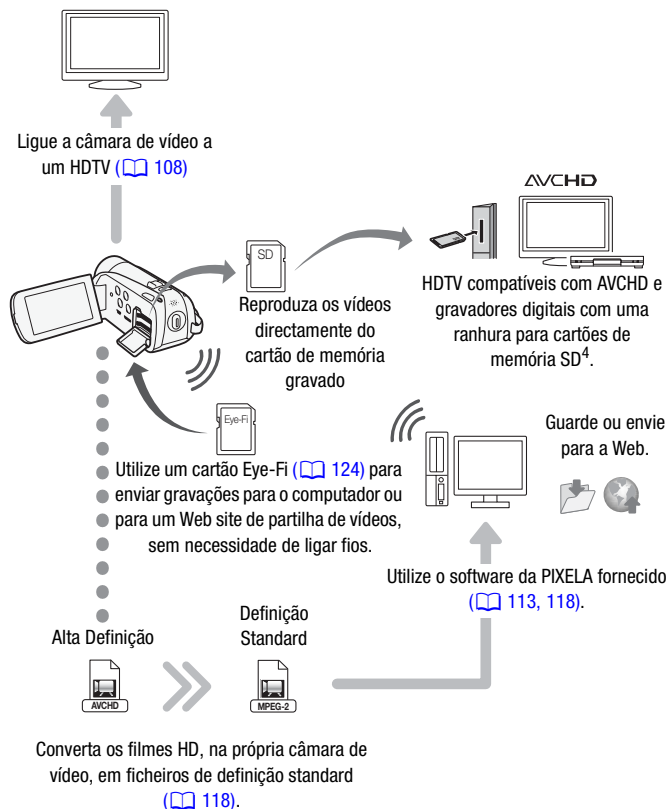 Ligue a câmara de vídeo a
um HDTV ( 108)
AVCHD
SD
Reproduza os vídeos
directamente do
cartão de memória
gravado
HDTV compatíveis com AVCHD e
gravadores digitais com uma
ranhura para cartões de
memória SD4.
Eye-Fi
Utilize um cartão Eye-Fi ( 124) para
enviar gravações para o computador ou
para um Web site de partilha de vídeos,
sem necessidade de ligar fios.
Guarde ou envie
para a Web.
Utilize o software da PIXELA fornecido
( 113, 118).
Alta Definição
AVCHD
Definição
Standard
MPEG-2
Converta os filmes HD, na própria câmara de
vídeo, em ficheiros de definição standard
( 118).